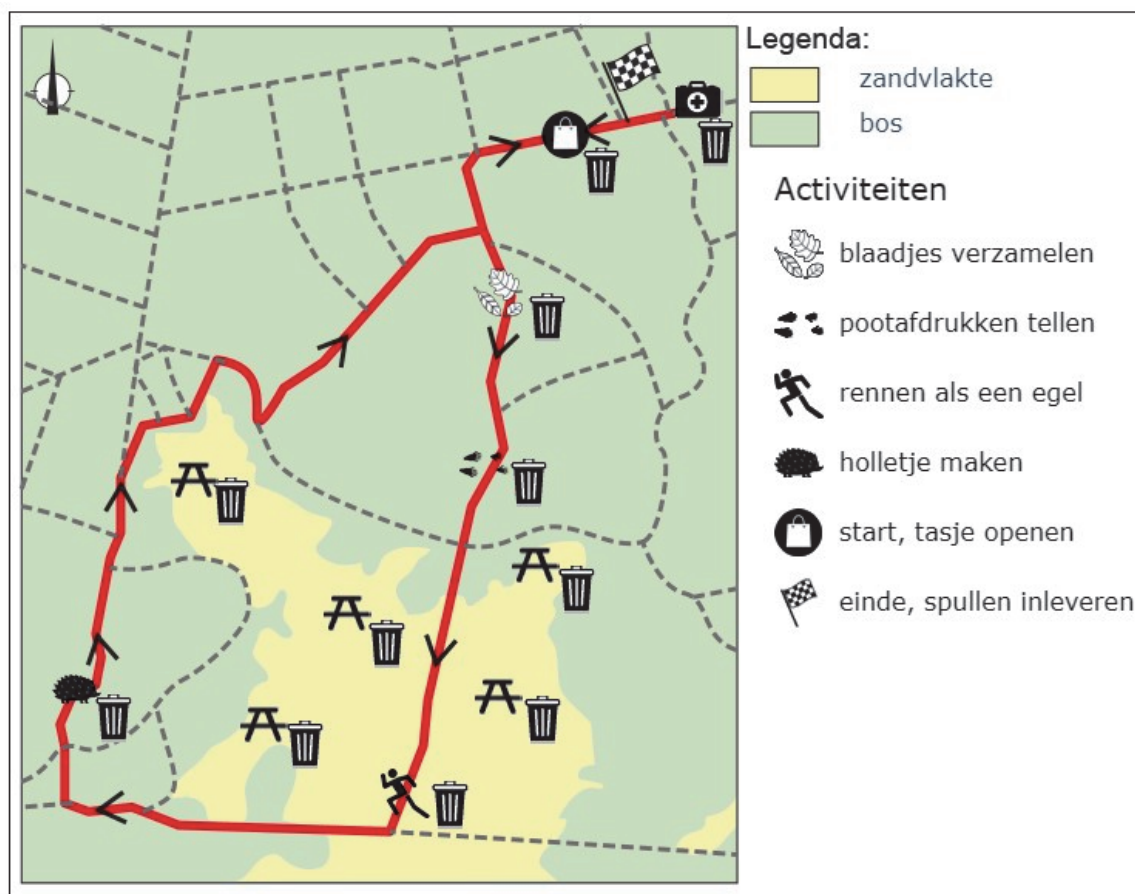 Legenda:
zandvlakte
bos
Activiteiten
blaadjes verzamelen
pootafdrukken tellen
rennen als een egel
holletje maken
start, tasje openen
einde, spullen inleveren